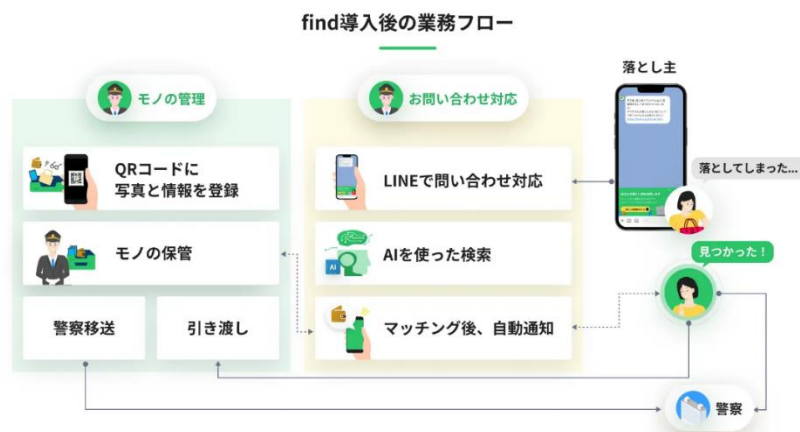 find導入後の業務フロー
落とし主
モノの管理
お問い合わせ対応
QRコードに
写真と情報を登録
LINEで問い合わせ対応
落としてしまった...
モノの保管
AIを使った検索
AI
見つかった！
警察移送
引き渡し
マッチング後、自動通知
警察